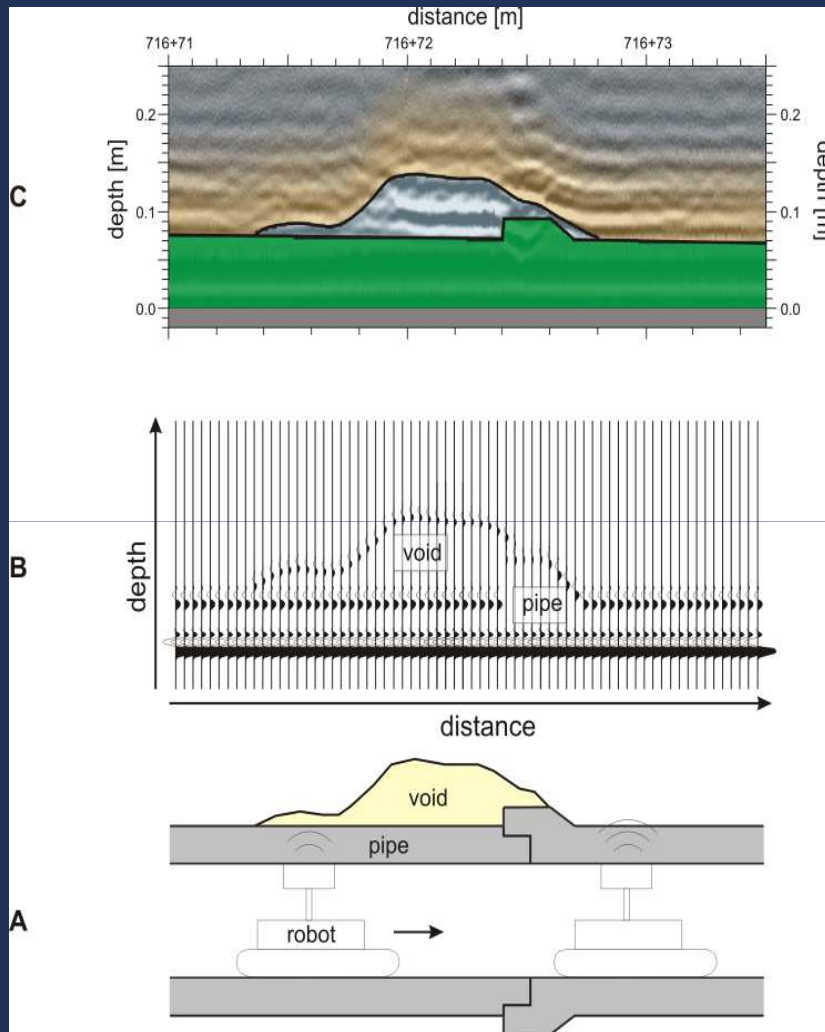 distance [m]
716+71 716+72 716+73
0.2 0.2
C
depth [m] depth [m]
0.1 0.1
0.0 0.0
B
depth
void
pipe
distance
void
pipe
A
robot